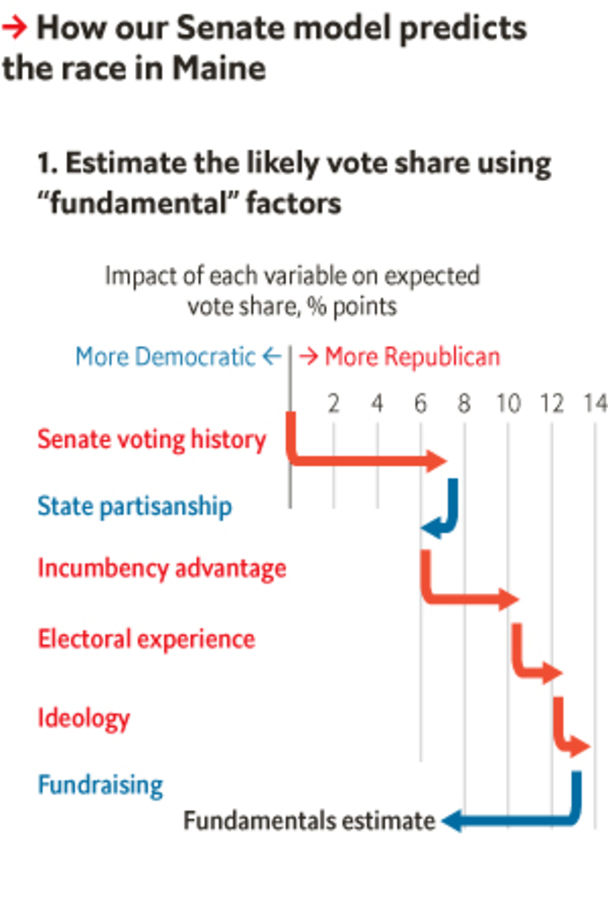 → How our Senate model predicts
the race in Maine
1. Estimate the likely vote share using
“fundamental” factors
Impact of each variable on expected
vote share, % points
More Democratic ← → More Republican
2 4 6 8 10 12 14
Senate voting history
State partisanship
Incumbency advantage
Electoral experience
Ideology
Fundraising
Fundamentals estimate